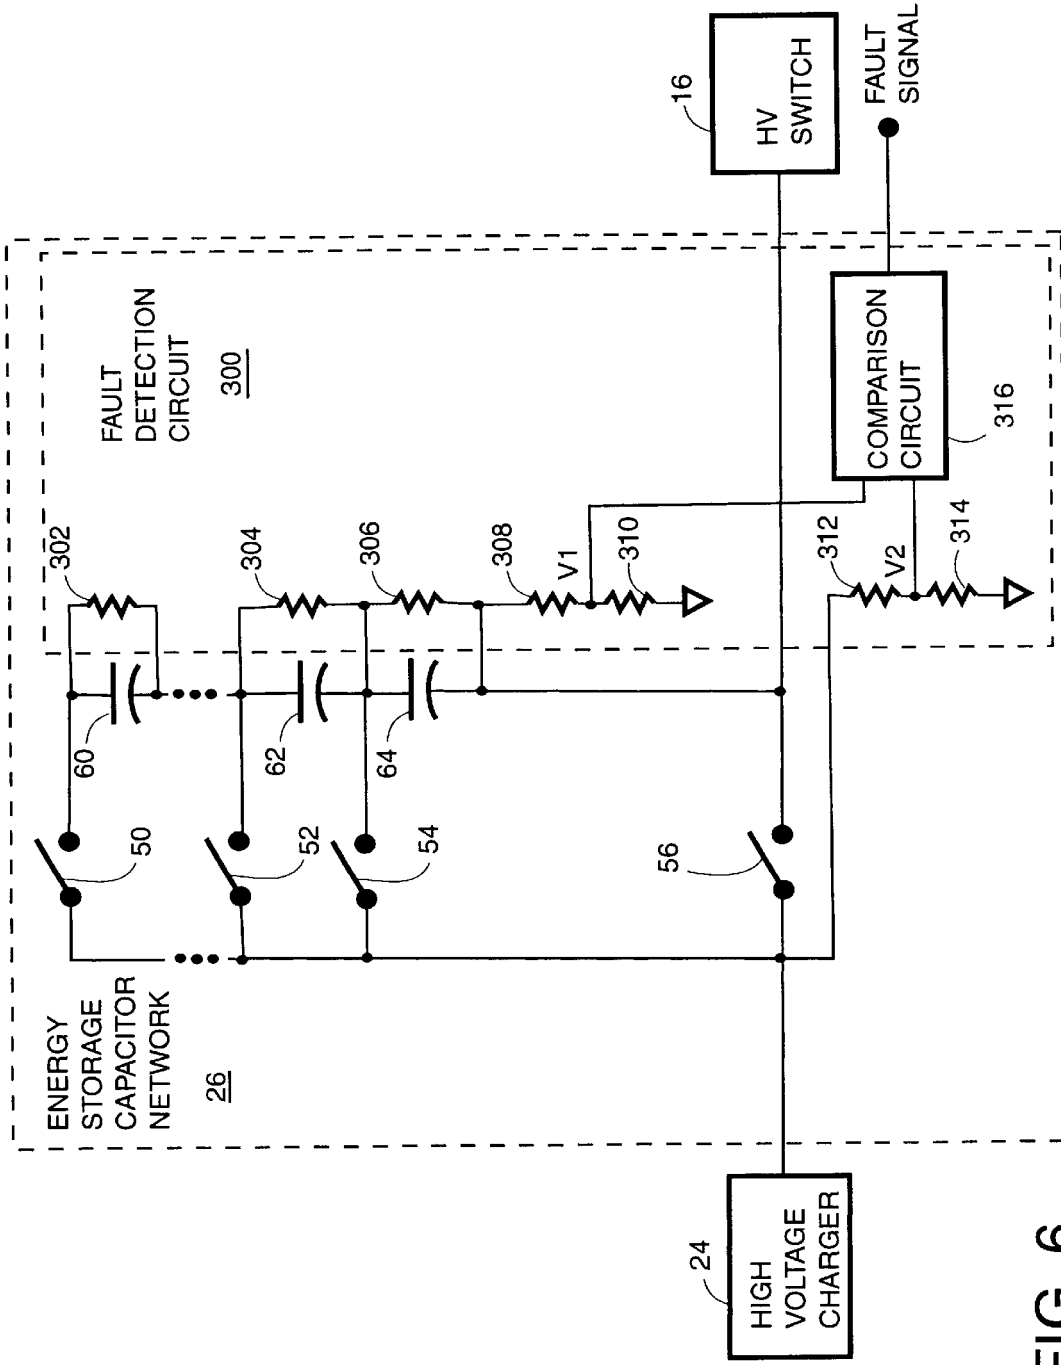 ENERGY
STORAGE
CAPACITOR
NETWORK
26
FAULT
DETECTION
CIRCUIT
300
50
60
302
52
62
304
54
64
306
308
V1
310
56
24
HIGH
VOLTAGE
CHARGER
16
HV
SWITCH
312
V2
314
COMPARISON
CIRCUIT
316
FAULT
SIGNAL
FIG